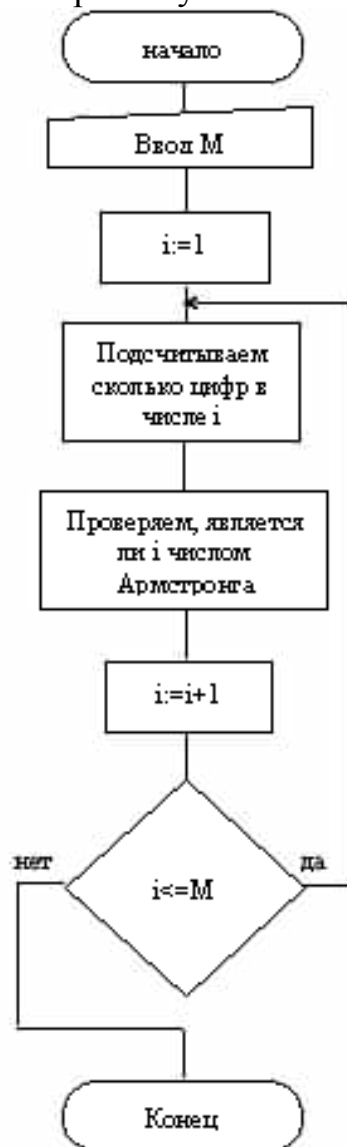 начало
Ввод М
i:=1
Подсчитываем
сколько цифр в
числе i
Проверяем, является
ли i числом
Армстронга
i:=i+1
нет
да
i<=M
Конец